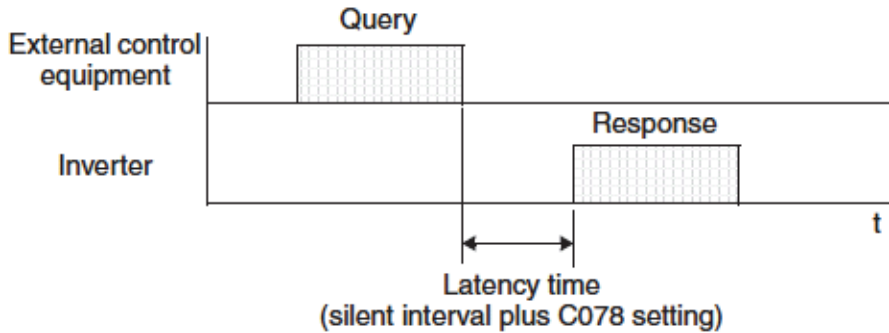 Query
External control
equipment
Response
Inverter
t
Latency time
(silent interval plus C078 setting)